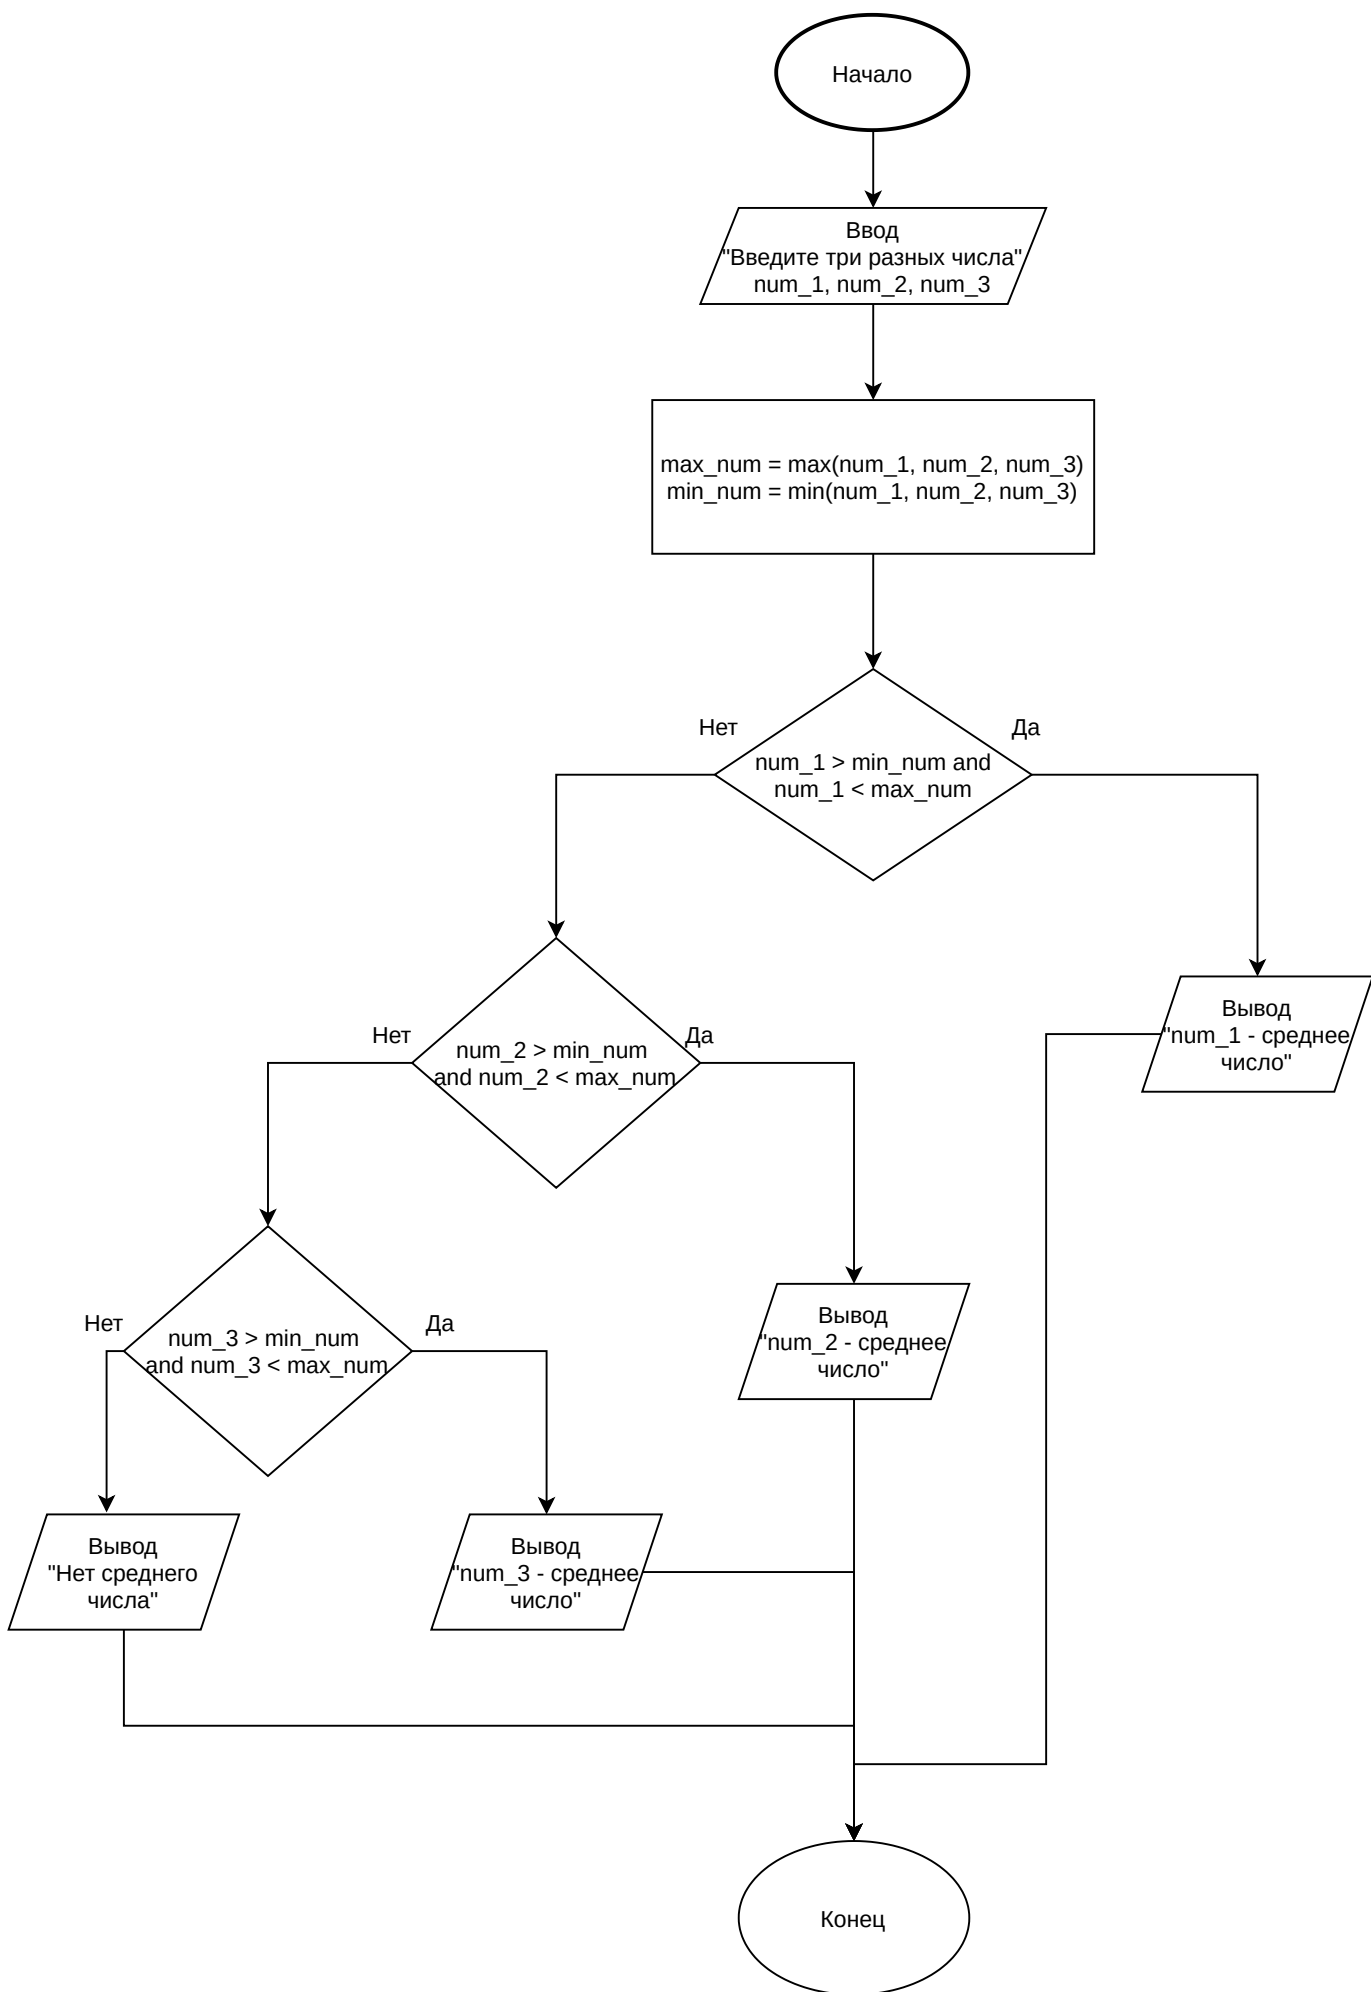 Начало
Ввод
"Введите три разных числа"
num_1, num_2, num_3
max_num = max(num_1, num_2, num_3)
min_num = min(num_1, num_2, num_3)
Нет
Да
num_1 > min_num and
num_1 < max_num
Нет
Да
num_2 > min_num
and num_2 < max_num
Вывод
"num_1 - среднее
число"
Нет
Да
num_3 > min_num
and num_3 < max_num
Вывод
"num_2 - среднее
число"
Вывод
"Нет среднего
числа"
Вывод
"num_3 - среднее
число"
Конец